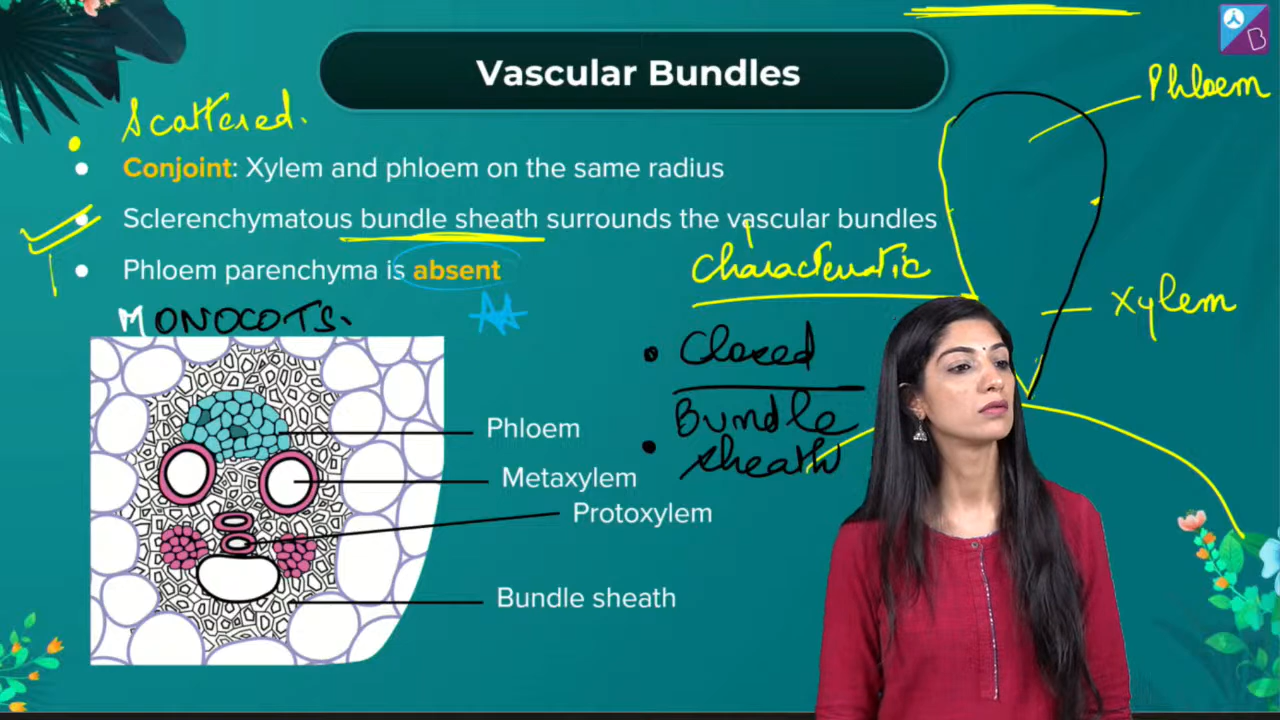 Vascular Bundles
Scattered.
Conjoint: Xylem and phloem on the same radius
Sclerenchymatous bundle sheath surrounds the vascular bundles
Phloem parenchyma is absent
characteristic
MONOCOTS.
Closed
Bundle
sheath
Phloem
Xylem
Phloem
Metaxylem
Protoxylem
Bundle sheath
B